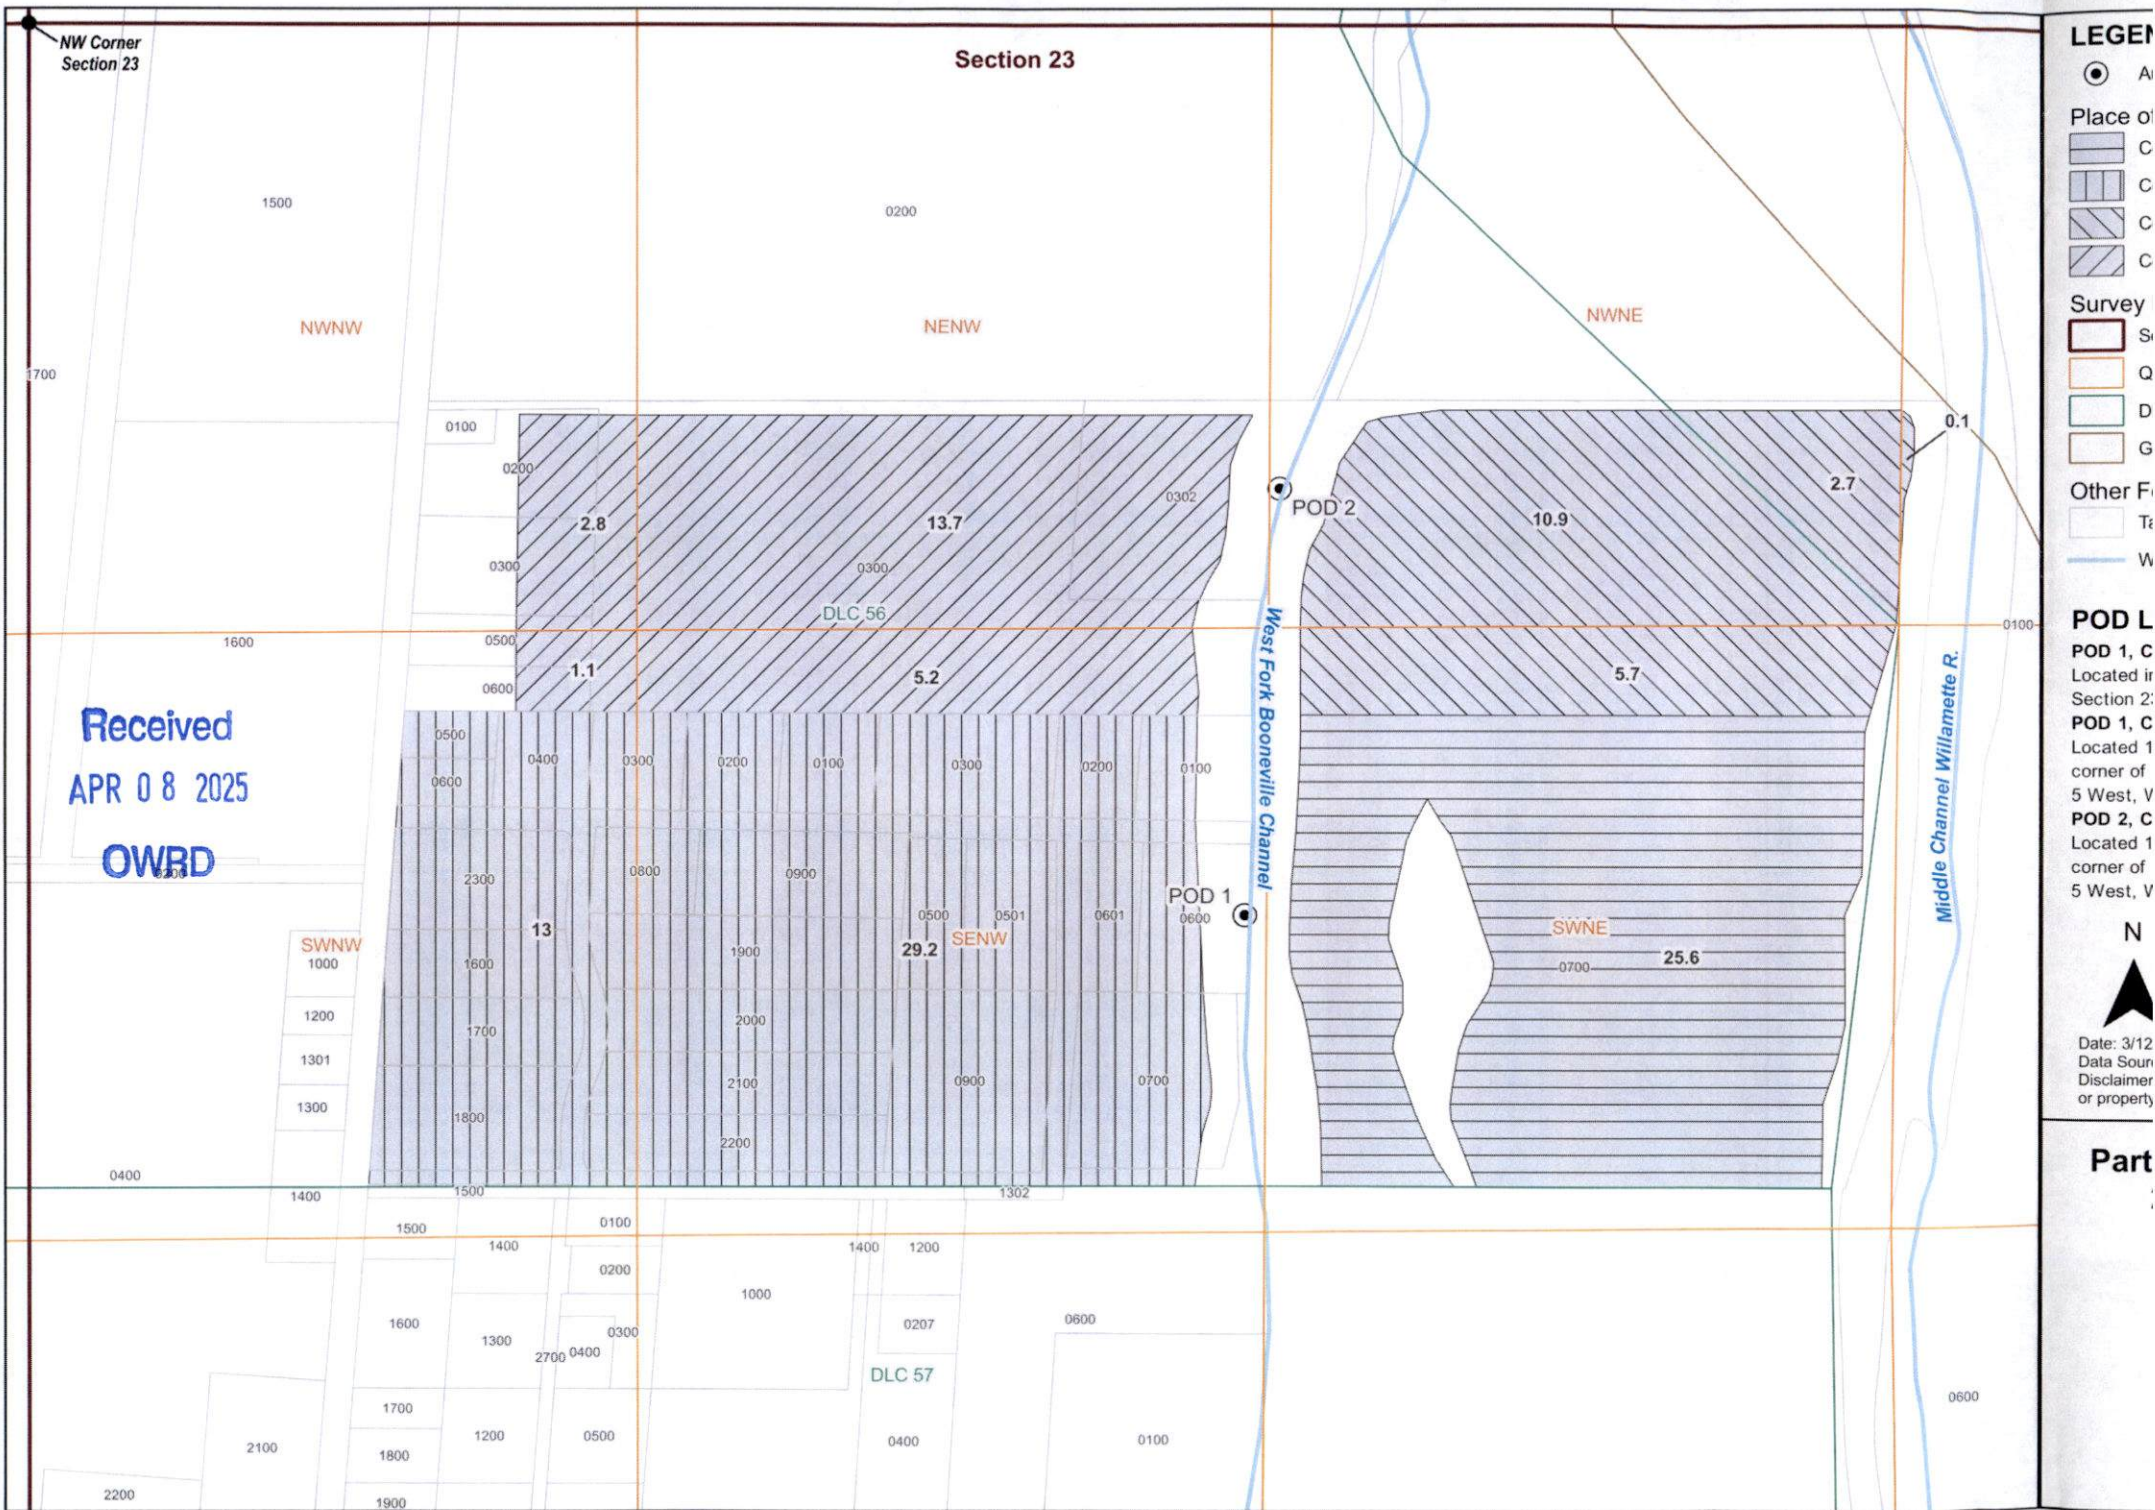 NW Corner
Section 23
Section 23
1500
0200
NWNW
NENW
NWNE
1700
0100
0200
0302
0.1
2.8
13.7
POD 2
10.9
2.7
0300
0300
DLC 56
1600
0500
0100
1.1
5.2
5.7
0600
West Fork Booneville Channel
Middle Channel Willamette R.
Received
APR 08 2025
OWRD
0200
0500
0400
0300
0200
0100
0300
0200
0100
0600
2300
0800
0900
POD 1
0500
0501
0601
0600
SWNW
13
29.2
SENW
SWNE
1000
1600
1900
0700
25.6
1200
1700
2000
1301
2100
0900
0700
1300
1800
2200
0400
1400
1500
1302
1500
0100
1400
1400
1200
0200
1000
1600
1300
0300
0207
0600
2700
0400
DLC 57
0600
1700
2100
1200
0500
0400
0100
1800
2200
1900
LEGEN
A
Place of
C
C
C
C
Survey
S
Q
D
G
Other F
Ta
W
POD L
POD 1, C
Located in
Section 23
POD 1, C
Located 1
corner of
5 West, W
POD 2, C
Located 1
corner of
5 West, W
N
Date: 3/12
Data Sour
Disclaimer
or property
Part